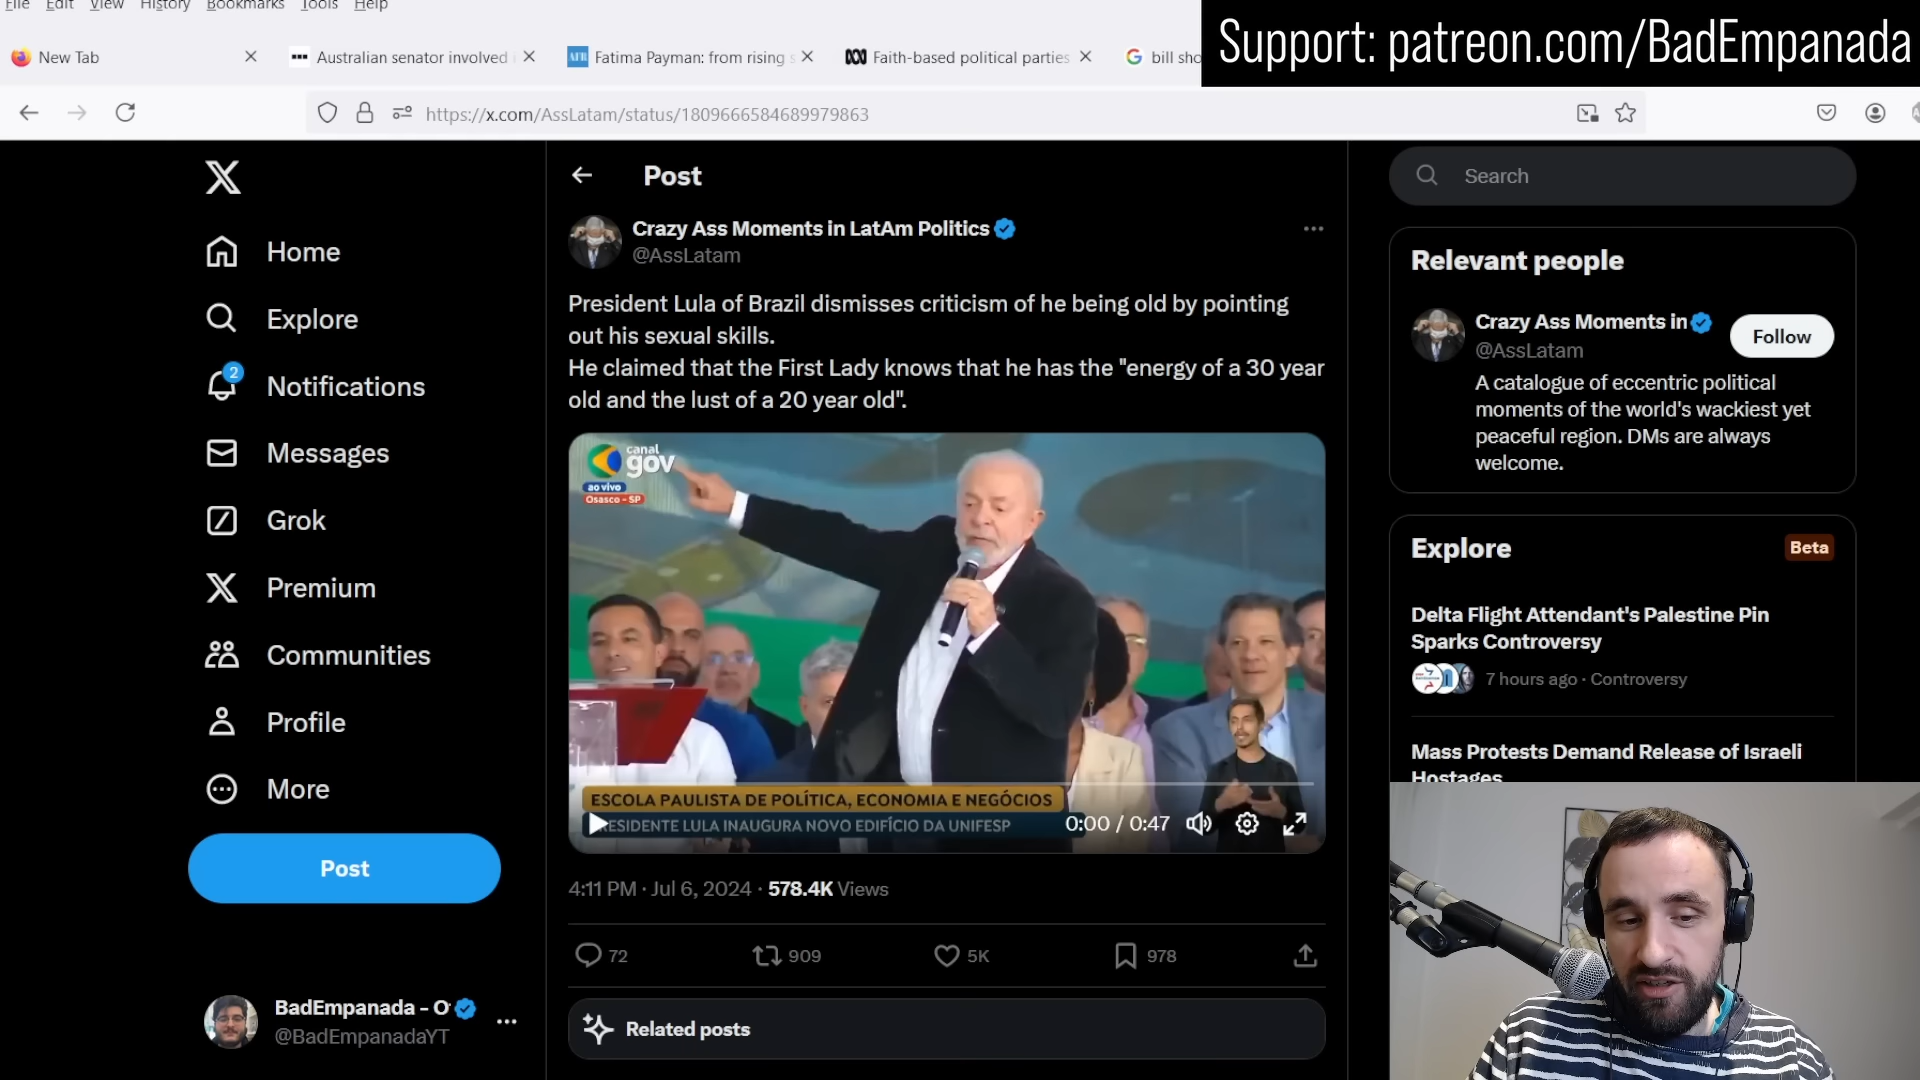 File Edit View History Bookmarks Tools Help
Support: patreon.com/BadEmpanada
New Tab
Australian senator involved
AFR
Fatima Payman: from rising s
Faith-based political parties
bill sho
https://x.com/AssLatam/status/1809666584689979863
Home
Explore
2
Notifications
Messages
Grok
Premium
Communities
Profile
More
Post
BadEmpanada - O
@BadEmpanadaYT
Post
Crazy Ass Moments in LatAm Politics
@AssLatam
President Lula of Brazil dismisses criticism of he being old by pointing
out his sexual skills.
He claimed that the First Lady knows that he has the "energy of a 30 year
old and the lust of a 20 year old".
canal
gov
ao vivo
Osasco - SP
ESCOLA PAULISTA DE POLÍTICA, ECONOMIA E NEGÓCIOS
RESIDENTE LULA INAUGURA NOVO EDIFÍCIO DA UNIFESP
0:00 / 0:47
4:11 PM · Jul 6, 2024 · 578.4K Views
72
909
5K
978
Related posts
Search
Relevant people
Crazy Ass Moments in
@AssLatam
Follow
A catalogue of eccentric political
moments of the world's wackiest yet
peaceful region. DMs are always
welcome.
Explore
Beta
Delta Flight Attendant's Palestine Pin
Sparks Controversy
7 hours ago · Controversy
Mass Protests Demand Release of Israeli
Hostages